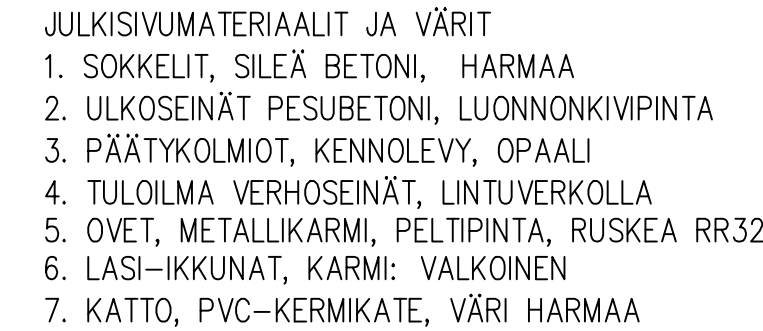 JULKISIVUMATERIAALIT JA VÄRIT
1. SOKKELIT, SILEÄ BETONI, HARMAA
2. ULKOSEINÄT PESUBETONI, LUONNONKIVIPINTA
3. PÄÄTYKOLMIOT, KENNOLEVY, OPAALI
4. TULOILMA VERHOSEINÄT, LINTUVERKOLLA
5. OVET, METALLIKARMI, PELTIPINTA, RUSKEA RR32
6. LASI-IKKUNAT, KARMI: VALKOINEN
7. KATTO, PVC-KERMIKATE, VÄRI HARMAA